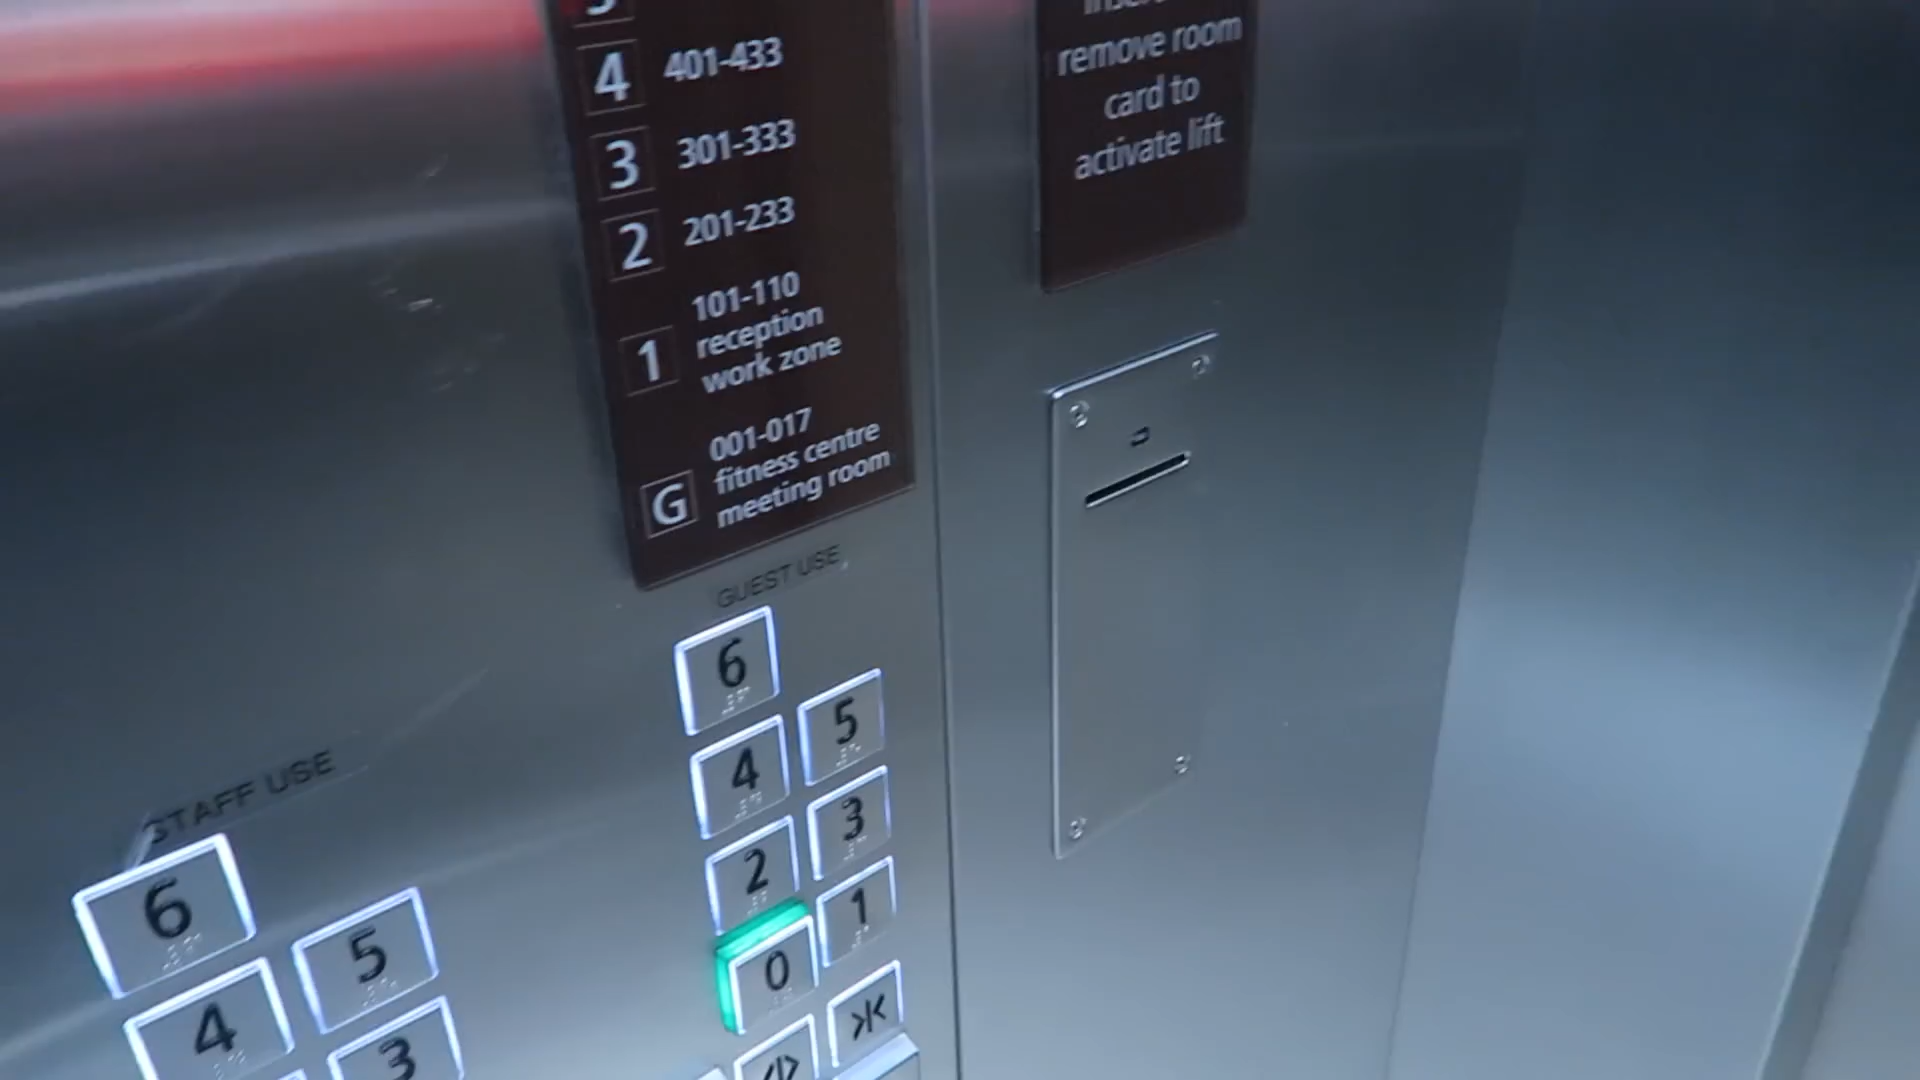 4 401-433
3 301-333
2 201-233
101-110
reception
1 work zone
001-017
fitness centre
G meeting room
remove room
card to
activate lift
GUEST USE
6
5
4
3
2
1
0
>|<
<|>
STAFF USE
6
5
4
3